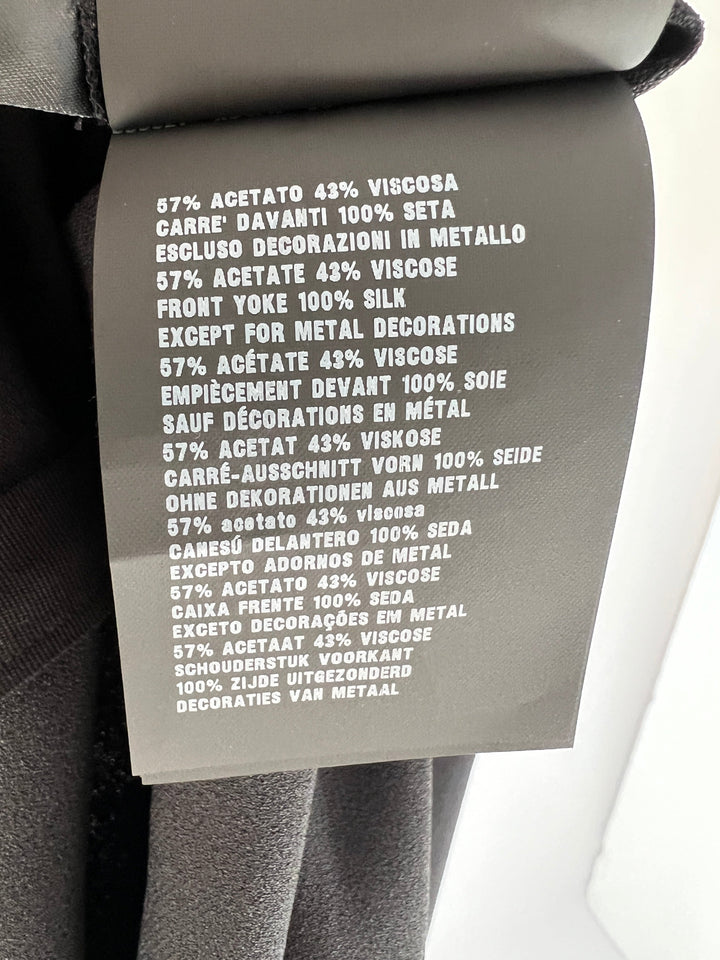 57% ACETATO 43% VISCOSA
CARRE' DAVANTI 100% SETA
ESCLUSO DECORAZIONI IN METALLO
57% ACETATE 43% VISCOSE
FRONT YOKE 100% SILK
EXCEPT FOR METAL DECORATIONS
57% ACÉTATE 43% VISCOSE
EMPIÈCEMENT DEVANT 100% SOIE
SAUF DÉCORATIONS EN MÉTAL
57% ACETAT 43% VISKOSE
CARRÉ-AUSSCHNITT VORN 100% SEIDE
OHNE DEKORATIONEN AUS METALL
57% acetato 43% viscosa
CANESÚ DELANTERO 100% SEDA
EXCEPTO ADORNOS DE METAL
57% ACETATO 43% VISCOSE
CAIXA FRENTE 100% SEDA
EXCETO DECORAÇÕES EM METAL
57% ACETAAT 43% VISCOSE
SCHOUDERSTUK VOORKANT
100% ZIJDE UITGEZONDERD
DECORATIES VAN METAAL